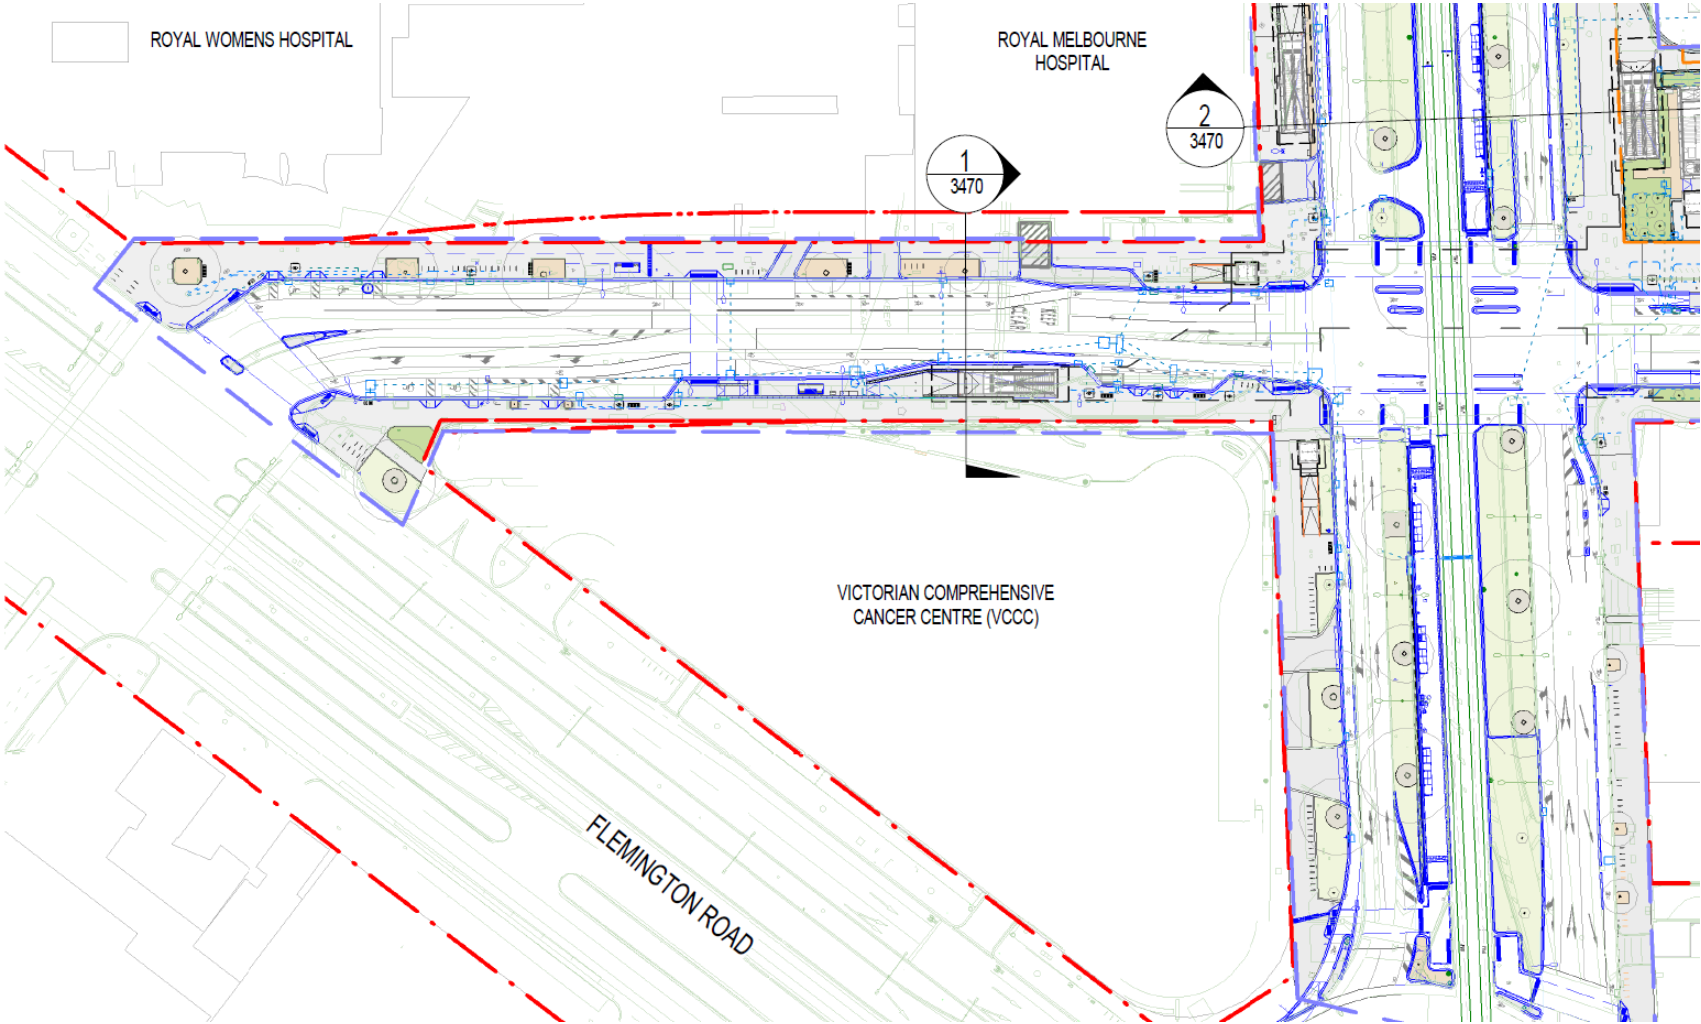 ROYAL WOMENS HOSPITAL
ROYAL MELBOURNE
HOSPITAL
1
3470
2
3470
VICTORIAN COMPREHENSIVE
CANCER CENTRE (VCCC)
FLEMINGTON ROAD